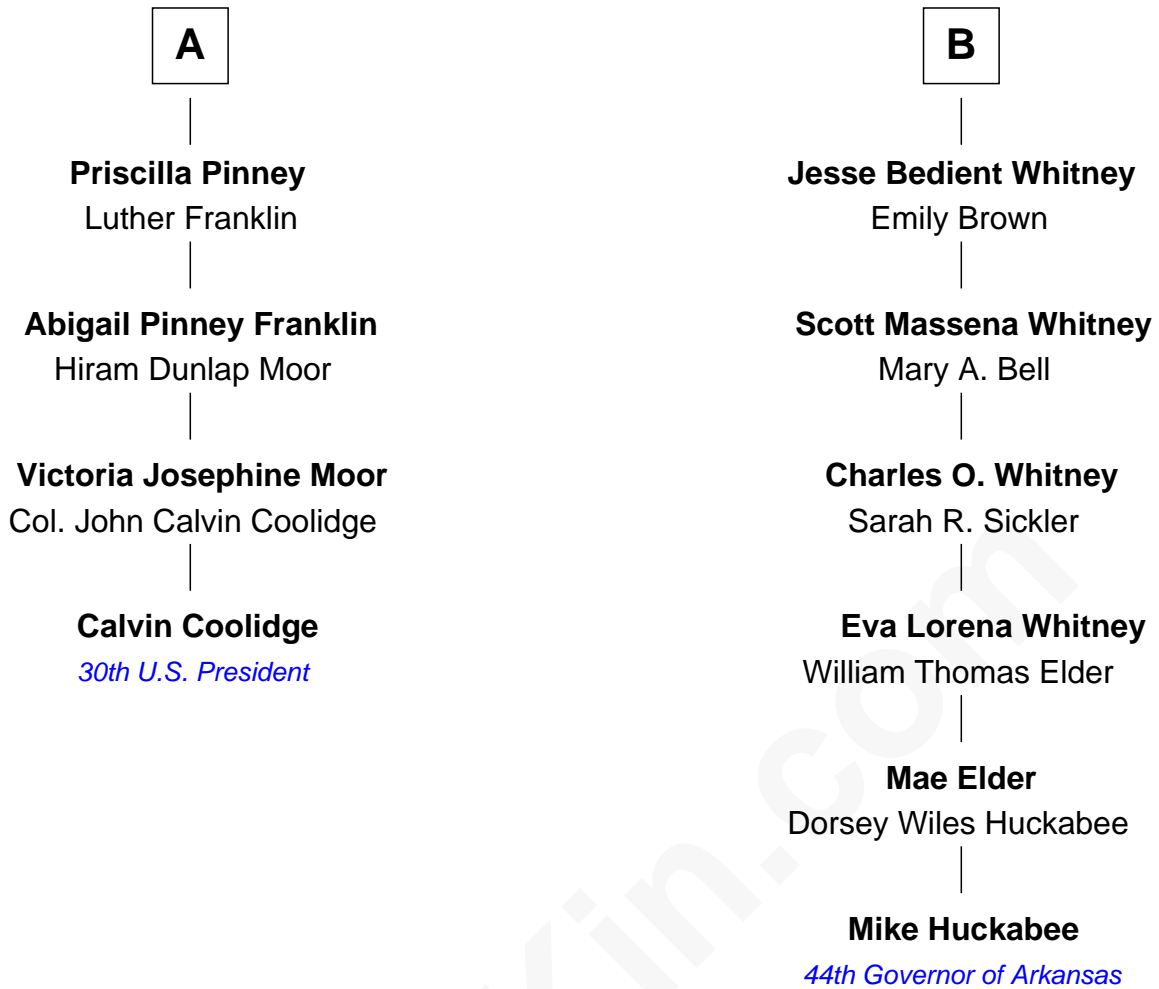 A
Priscilla Pinney
Luther Franklin
Abigail Pinney Franklin
Hiram Dunlap Moor
Victoria Josephine Moor
Col. John Calvin Coolidge
Calvin Coolidge
30th U.S. President
B
Jesse Bedient Whitney
Emily Brown
Scott Massena Whitney
Mary A. Bell
Charles O. Whitney
Sarah R. Sickler
Eva Lorena Whitney
William Thomas Elder
Mae Elder
Dorsey Wiles Huckabee
Mike Huckabee
44th Governor of Arkansas